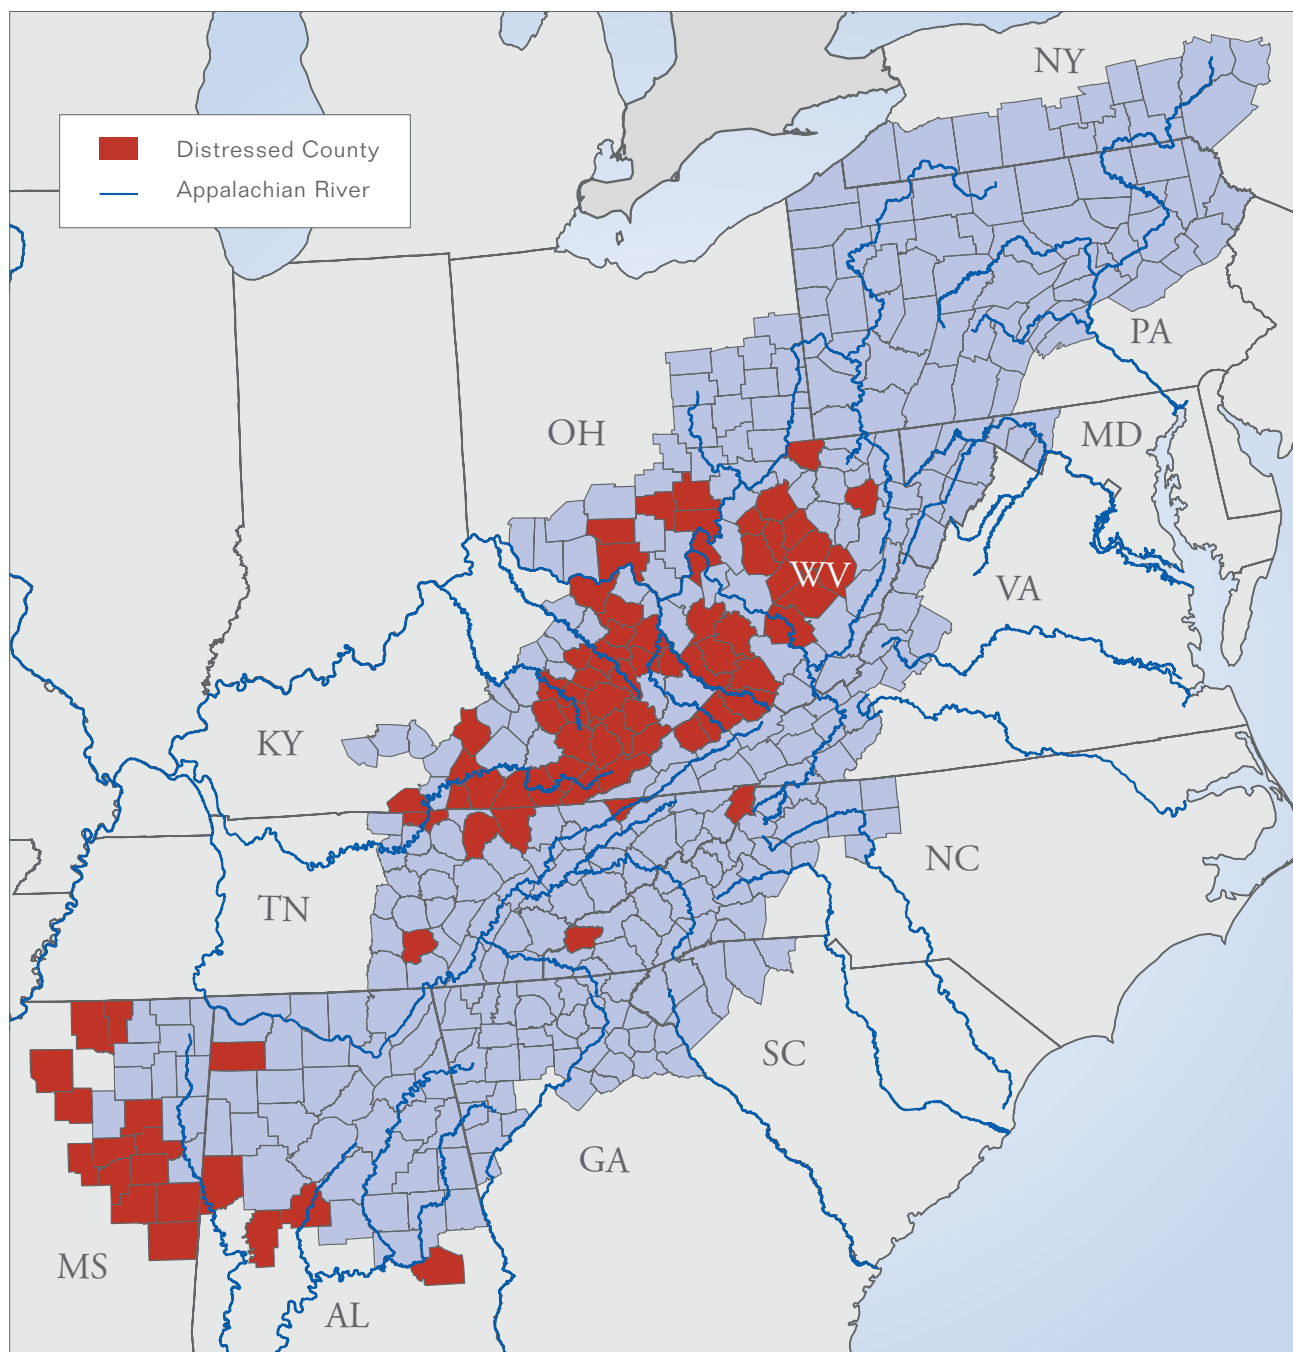 NY
Distressed County
Appalachian River
PA
OH
MD
WV
VA
KY
NC
TN
SC
GA
MS
AL